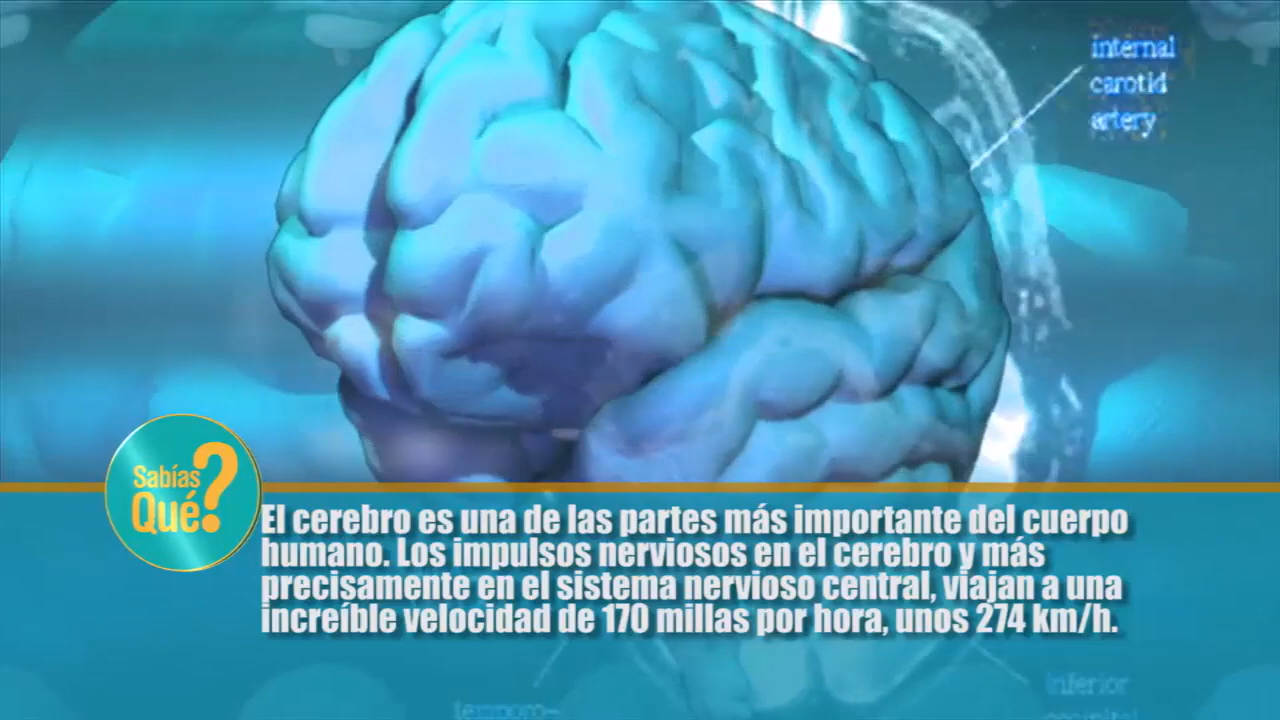 internal
carotid
artery
Sabías
Qué?
El cerebro es una de las partes más importante del cuerpo
humano. Los impulsos nerviosos en el cerebro y más
precisamente en el sistema nervioso central, viajan a una
increíble velocidad de 170 millas por hora, unos 274 km/h.
inferior